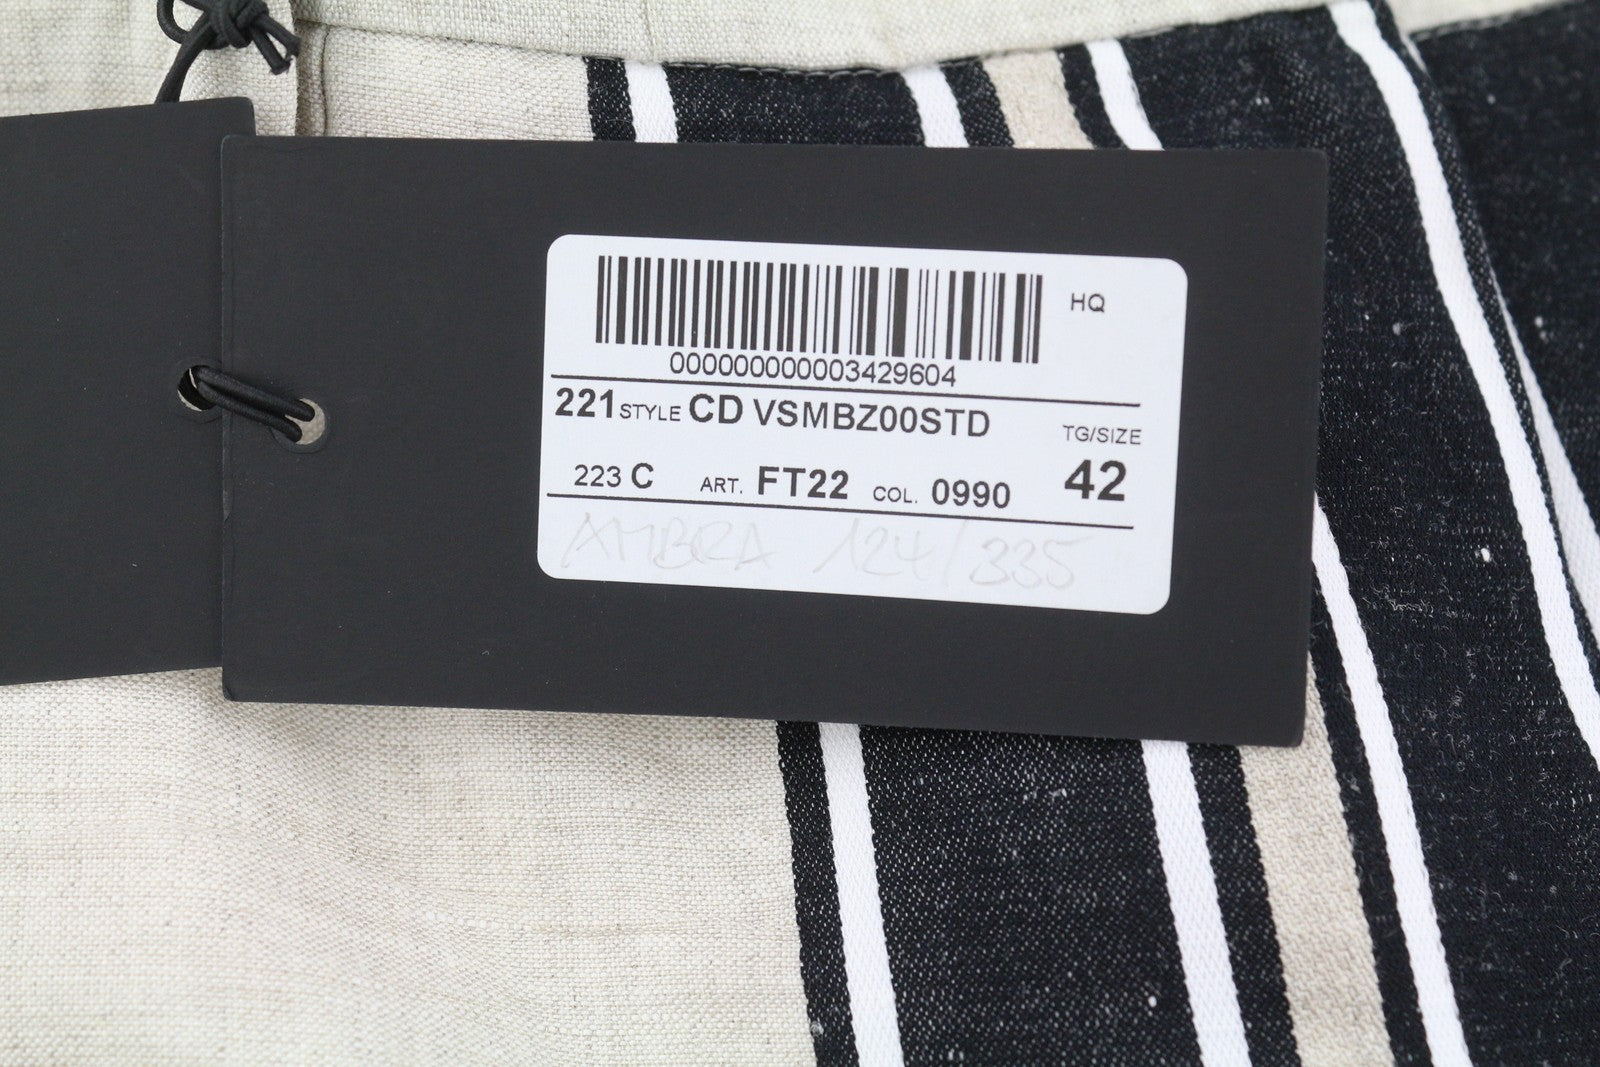 HQ
000000000003429604
221 STYLE CD VSMBZ00STD
TG/SIZE
223 C ART. FT22 COL. 0990 42
AMBRA 124/335